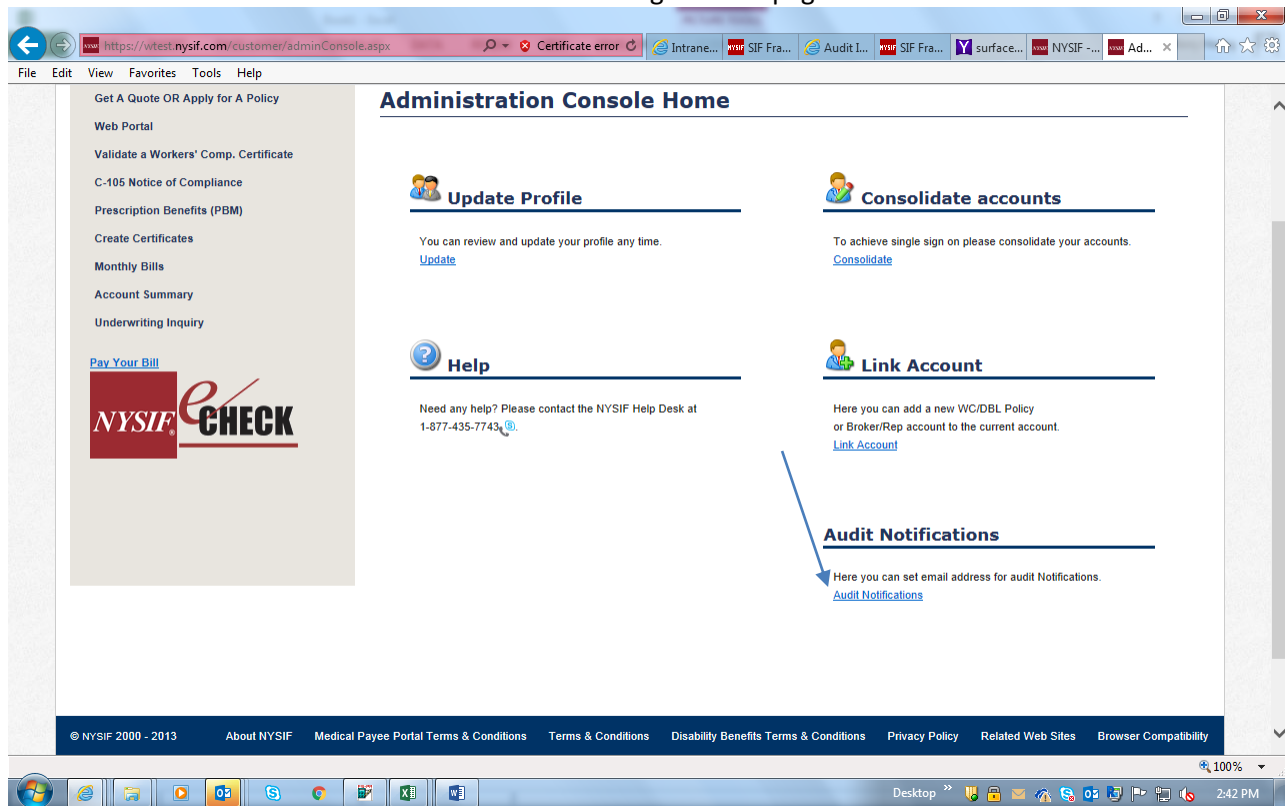 https://wtest.nysif.com/customer/adminConsole.aspx
Certificate error
Intrane...
SIF Fra...
Audit I...
SIF Fra...
surface...
NYSIF -...
Ad...
File Edit View Favorites Tools Help
Get A Quote OR Apply for A Policy
Web Portal
Validate a Workers' Comp. Certificate
C-105 Notice of Compliance
Prescription Benefits (PBM)
Create Certificates
Monthly Bills
Account Summary
Underwriting Inquiry
Pay Your Bill
NYSIF eCHECK
Administration Console Home
Update Profile
You can review and update your profile any time.
Update
Consolidate accounts
To achieve single sign on please consolidate your accounts.
Consolidate
Help
Need any help? Please contact the NYSIF Help Desk at
1-877-435-7743.
Link Account
Here you can add a new WC/DBL Policy
or Broker/Rep account to the current account.
Link Account
Audit Notifications
Here you can set email address for audit Notifications.
Audit Notifications
© NYSIF 2000 - 2013 About NYSIF Medical Payee Portal Terms & Conditions Terms & Conditions Disability Benefits Terms & Conditions Privacy Policy Related Web Sites Browser Compatibility
100%
Desktop
2:42 PM